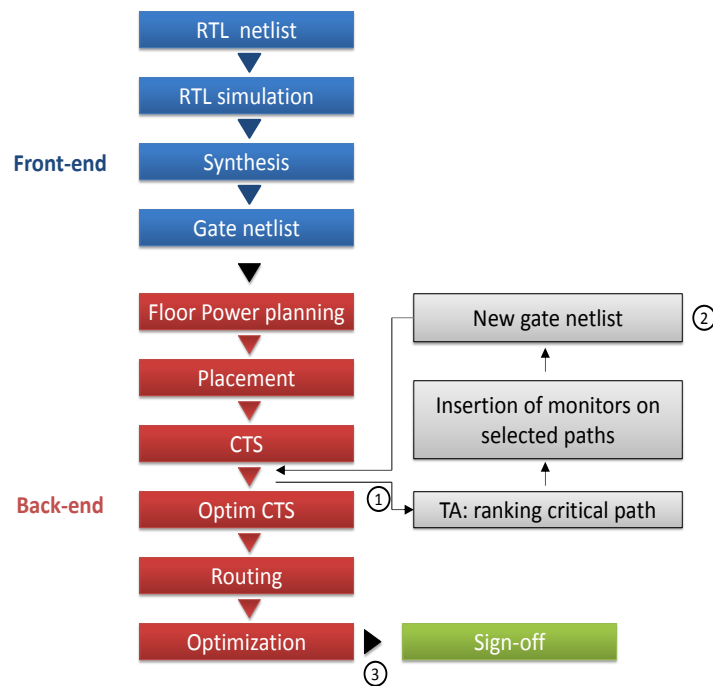 RTL netlist
RTL simulation
Front-end
Synthesis
Gate netlist
Floor Power planning
New gate netlist
2
Placement
Insertion of monitors on
selected paths
CTS
Back-end
Optim CTS
1
TA: ranking critical path
Routing
Optimization
3
Sign-off